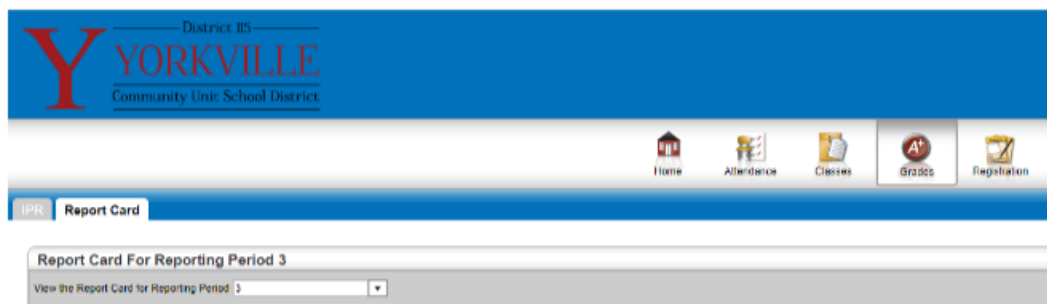 District 115
Y YORKVILLE
Community Unit School District
Home Attendance Classes A+ Grades Registration
IPR Report Card
Report Card For Reporting Period 3
View the Report Card for Reporting Period 3